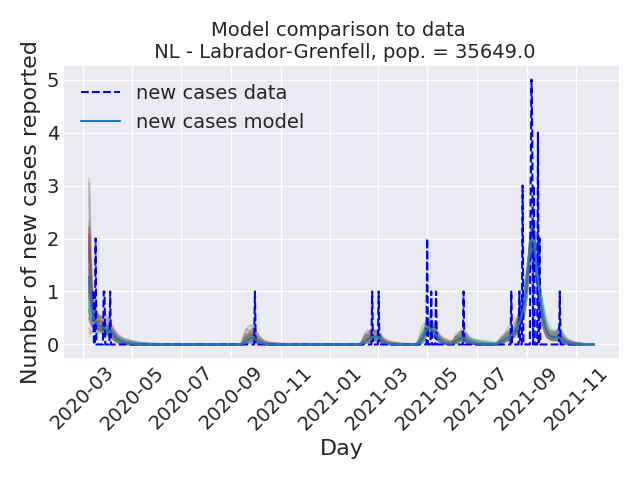 Model comparison to data
NL - Labrador-Grenfell, pop. = 35649.0
Number of new cases reported
5
4
3
2
1
0
new cases data
new cases model
2020-03
2020-05
2020-07
2020-09
2020-11
2021-01
2021-03
2021-05
2021-07
2021-09
2021-11
Day